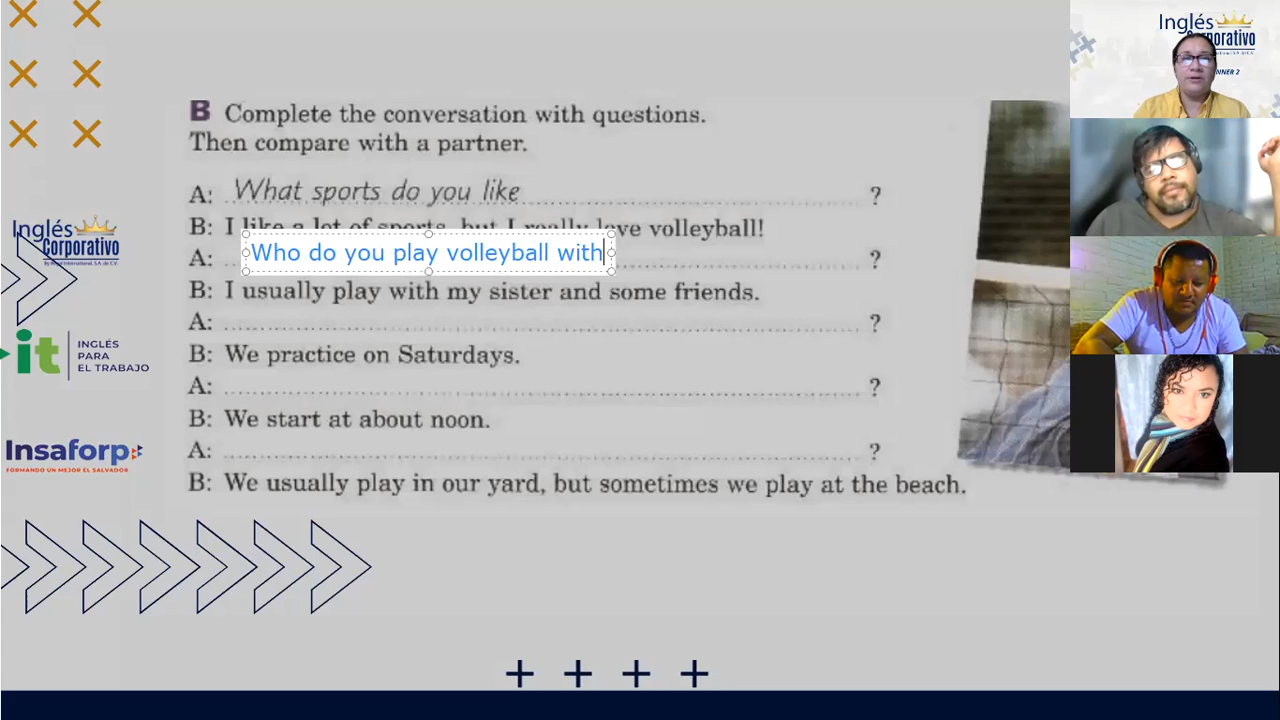 B Complete the conversation with questions.
Then compare with a partner.
A: What sports do you like ?
B: I like a lot of sports, but I really love volleyball!
A: Who do you play volleyball with ?
B: I usually play with my sister and some friends.
A: ?
B: We practice on Saturdays.
A: ?
B: We start at about noon.
A: ?
B: We usually play in our yard, but sometimes we play at the beach.
Inglés
Corporativo
it INGLÉS
PARA
EL TRABAJO
Insaforp
FORMANDO UN MEJOR EL SALVADOR
Inglés